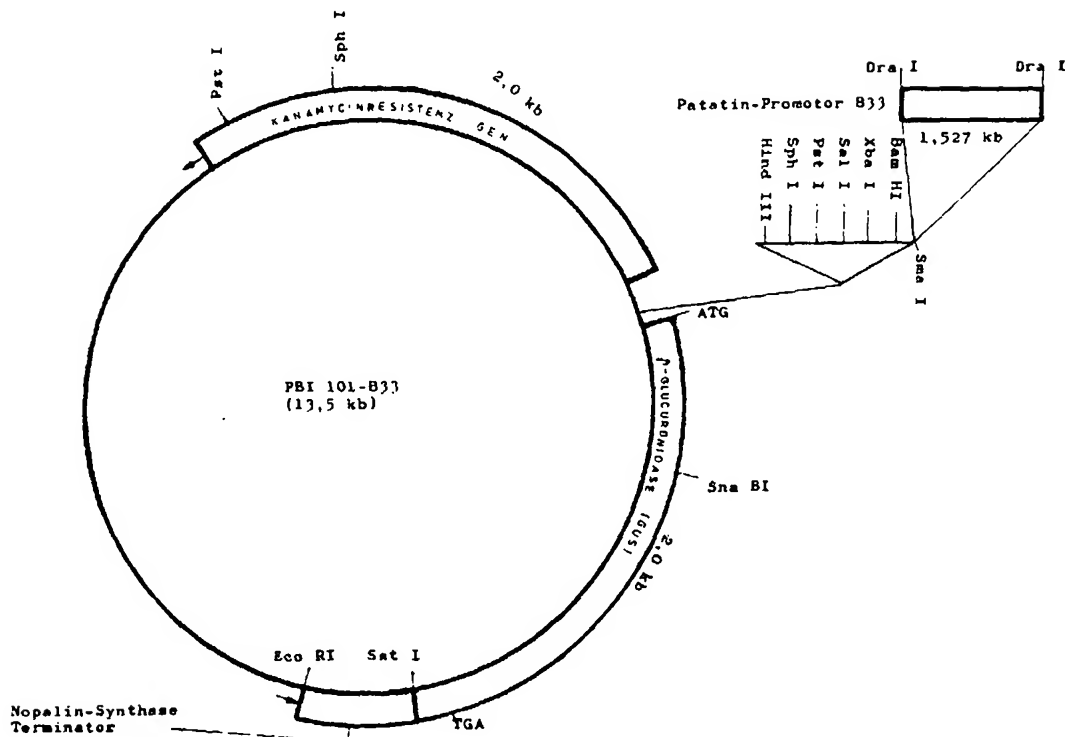 Pst I
Sph I
2,0 kb
KANAMYCINRESISTENZ GEN
Dra I
Dra I
Patatin-Promotor B33
1,527 kb
Hind III
Sph I
Pst I
Sal I
Xba I
Bam HI
Sma I
ATG
PBI 101-B33
(13,5 kb)
β-GLUCURONIDASE (GUS)
2,0 kb
Sna BI
Eco RI
Sst I
TGA
Nopalin-Synthase
Terminator